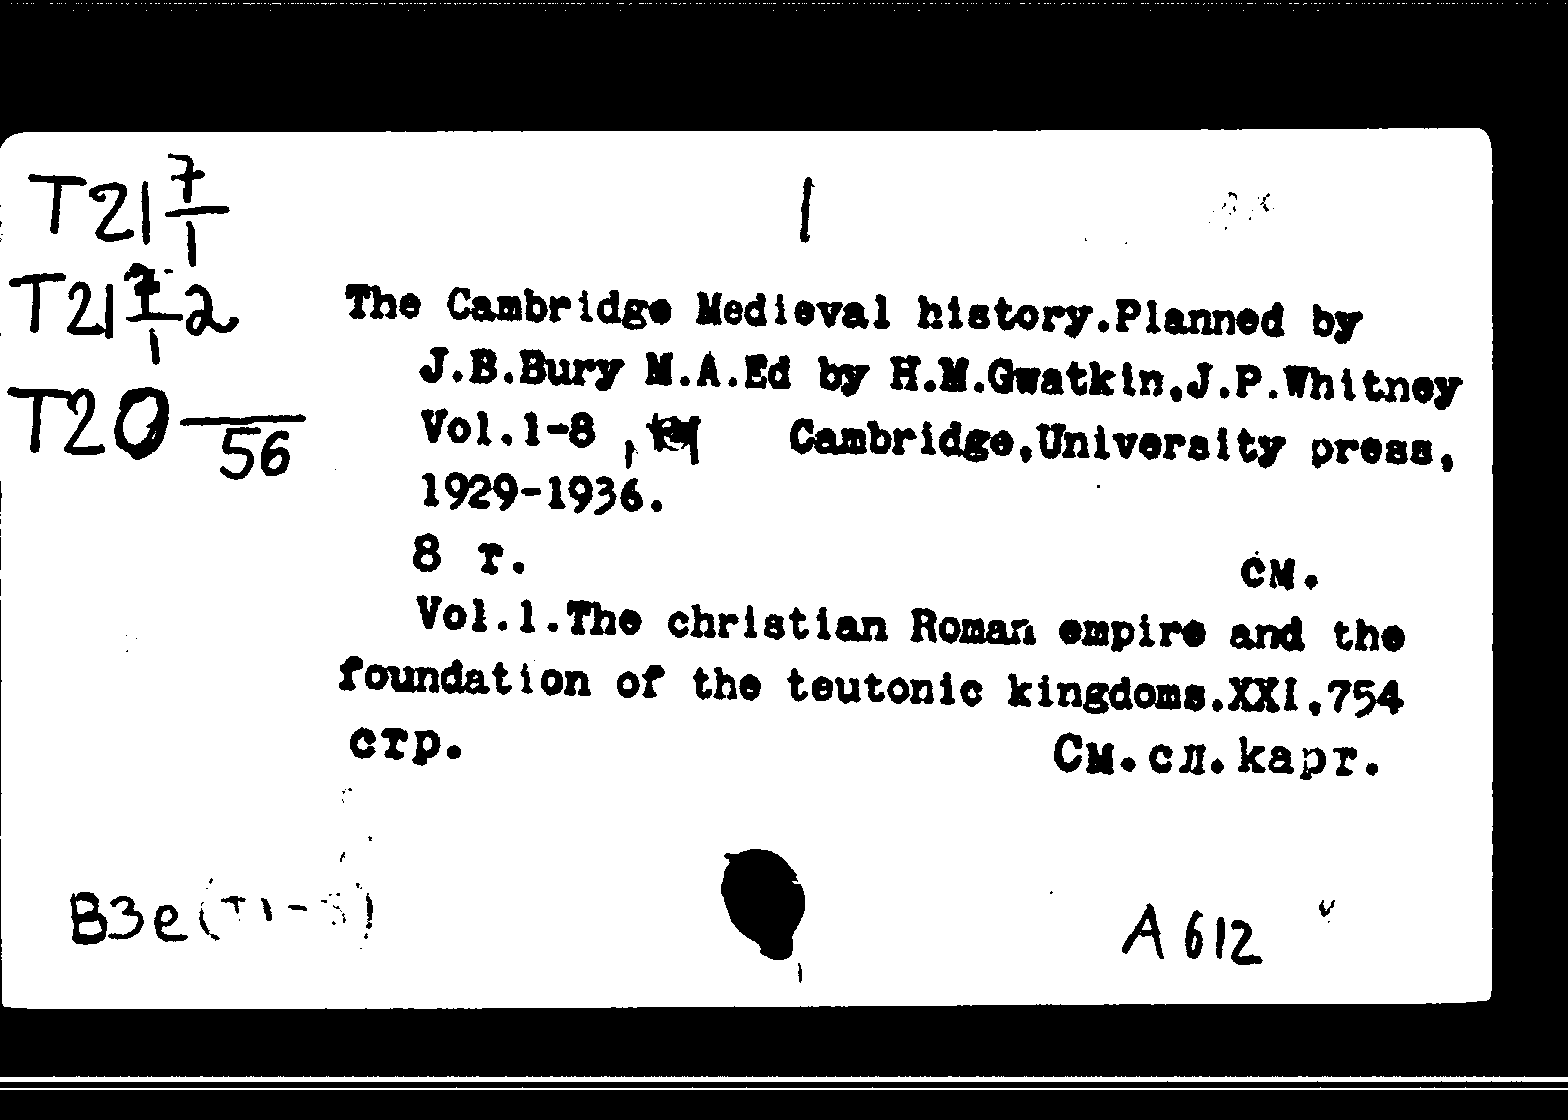 T21 7/1
1
T21 7/1 2
The Cambridge Medieval history.Planned by
J.B.Bury M.A.Ed by H.M.Gwatkin,J.P.Whitney
T20 —/56
Vol.1-8, Cambridge,University press,
1929-1936.
8 т. см.
Vol.1.The christian Roman empire and the
foundation of the teutonic kingdoms.XXI,754
стр. См.сл.карт.
B3e (T1-8)
A 612